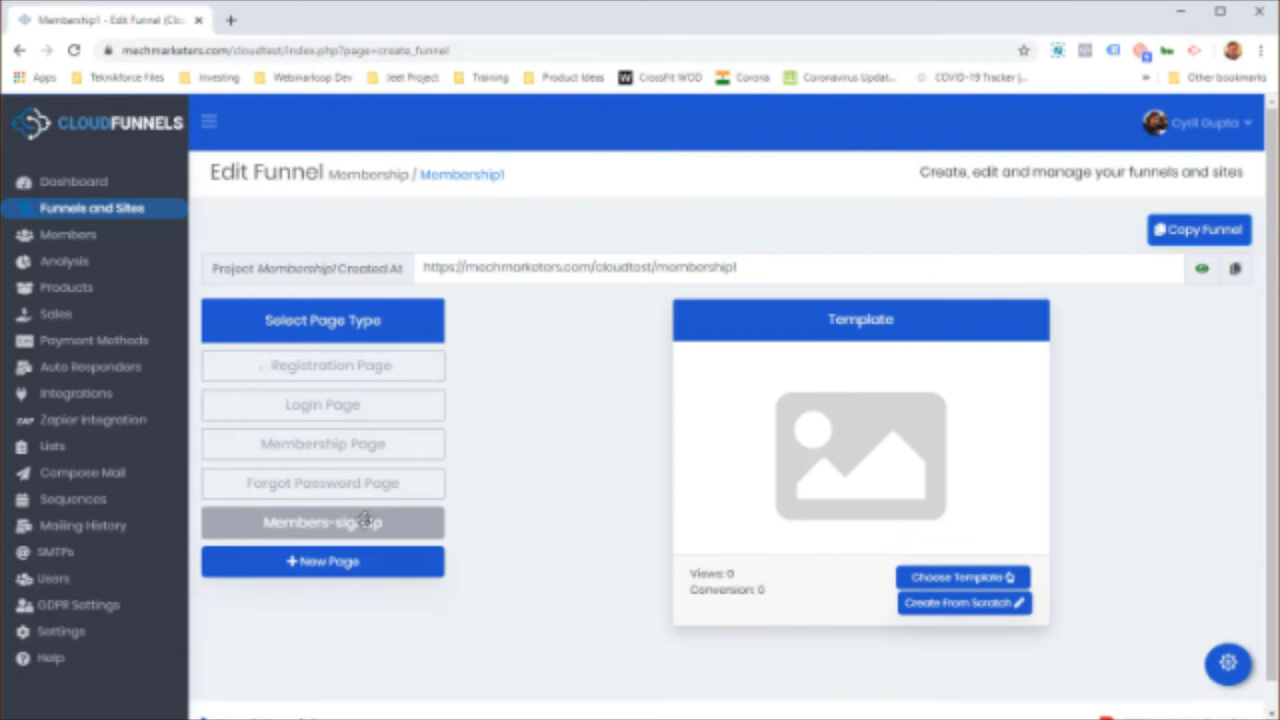 Membership1 - Edit Funnel (Clo
mechmarketers.com/cloudtest/index.php?page=create_funnel
Apps
Teknikforce Files
Investing
Webinarloop Dev
Jeet Project
Training
Product Ideas
CrossFit WOD
Corona
Coronavirus Updat...
COVID-19 Tracker |...
»
Other bookmarks
CLOUDFUNNELS
Cyril Gupta
Edit Funnel Membership / Membership1
Create, edit and manage your funnels and sites
Dashboard
Funnels and Sites
Members
Analysis
Products
Sales
Payment Methods
Auto Responders
Integrations
ZAP Zapier Integration
Lists
Compose Mail
Sequences
Mailing History
SMTPs
Users
GDPR Settings
Settings
Help
Copy Funnel
Project Membership1 Created At
https://mechmarketers.com/cloudtest/membership1
Select Page Type
Registration Page
Login Page
Membership Page
Forgot Password Page
+ New Page
Template
Views: 0
Conversion: 0
Choose Template
Create From Scratch